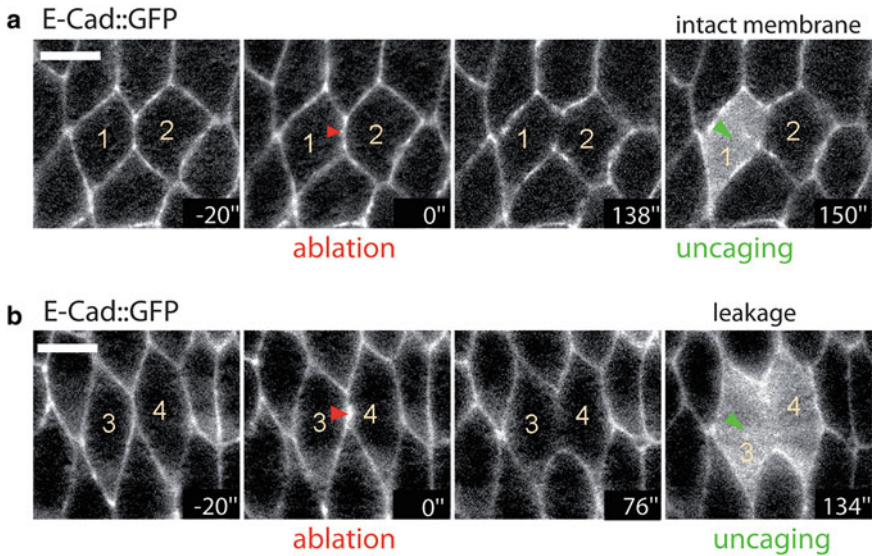 a E-Cad::GFP intact membrane
1 2 1 2 1 2 1 2
-20" 0" 138" 150"
ablation uncaging
b E-Cad::GFP leakage
3 4 3 4 3 4 3 4
-20" 0" 76" 134"
ablation uncaging